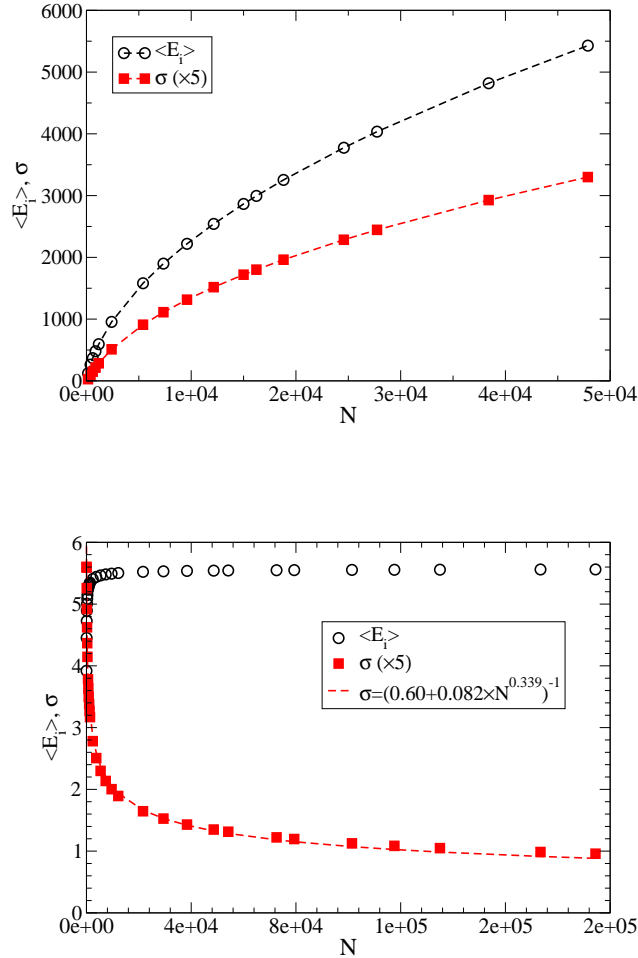 6000
5000
4000
3000
2000
1000
0
<E_i>, σ
<E_i>
σ (×5)
0e+00 1e+04 2e+04 3e+04 4e+04 5e+04
N
6
5
4
3
2
1
0
<E_i>, σ
<E_i>
σ (×5)
σ=(0.60+0.082×N^0.339)^-1
0e+00 4e+04 8e+04 1e+05 2e+05 2e+05
N